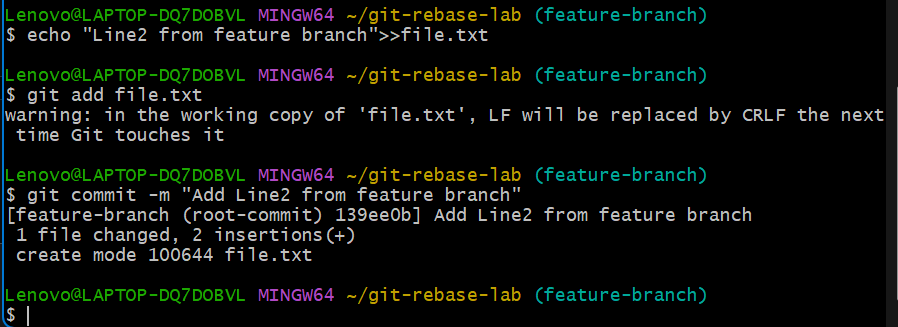 Lenovo@LAPTOP-DQ7DOBVL MINGW64 ~/git-rebase-lab (feature-branch)
$ echo "Line2 from feature branch">>file.txt
Lenovo@LAPTOP-DQ7DOBVL MINGW64 ~/git-rebase-lab (feature-branch)
$ git add file.txt
warning: in the working copy of 'file.txt', LF will be replaced by CRLF the next
 time Git touches it
Lenovo@LAPTOP-DQ7DOBVL MINGW64 ~/git-rebase-lab (feature-branch)
$ git commit -m "Add Line2 from feature branch"
[feature-branch (root-commit) 139ee0b] Add Line2 from feature branch
 1 file changed, 2 insertions(+)
 create mode 100644 file.txt
Lenovo@LAPTOP-DQ7DOBVL MINGW64 ~/git-rebase-lab (feature-branch)
$